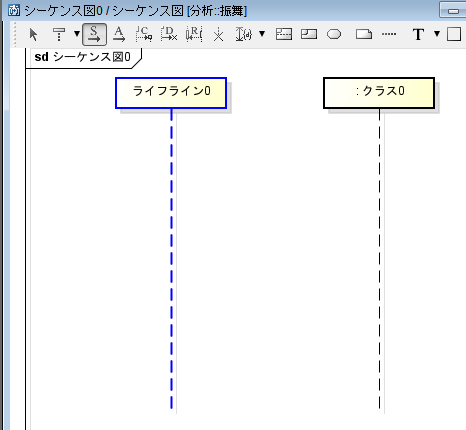 シーケンス図0 / シーケンス図 [分析::振舞]
S A C D R T
sd シーケンス図0
ライフライン0
: クラス0